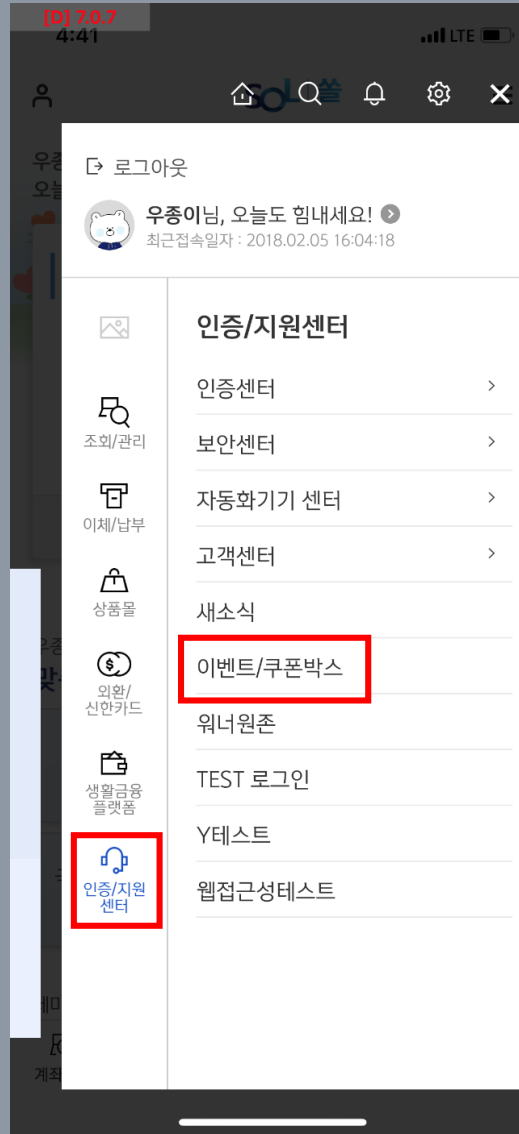 [D] 7.0.7
4:41
LTE
SOL쏠
로그아웃
우종이님, 오늘도 힘내세요!
최근접속일자 : 2018.02.05 16:04:18
조회/관리
이체/납부
상품몰
외환/
신한카드
생활금융
플랫폼
인증/지원
센터
인증/지원센터
인증센터
보안센터
자동화기기 센터
고객센터
새소식
이벤트/쿠폰박스
워너원존
TEST 로그인
Y테스트
웹접근성테스트